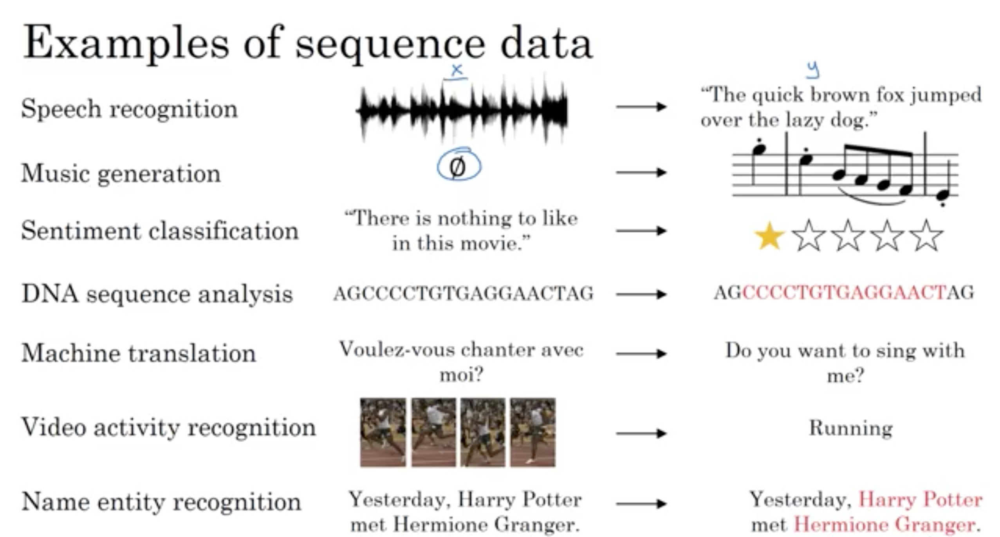 Examples of sequence data
x
y
Speech recognition
“The quick brown fox jumped
over the lazy dog.”
Music generation
∅
Sentiment classification
“There is nothing to like
in this movie.”
DNA sequence analysis
AGCCCCTGTGAGGAACTAG
AGCCCCTGTGAGGAACTAG
Machine translation
Voulez-vous chanter avec
moi?
Do you want to sing with
me?
Video activity recognition
Running
Name entity recognition
Yesterday, Harry Potter
met Hermione Granger.
Yesterday, Harry Potter
met Hermione Granger.